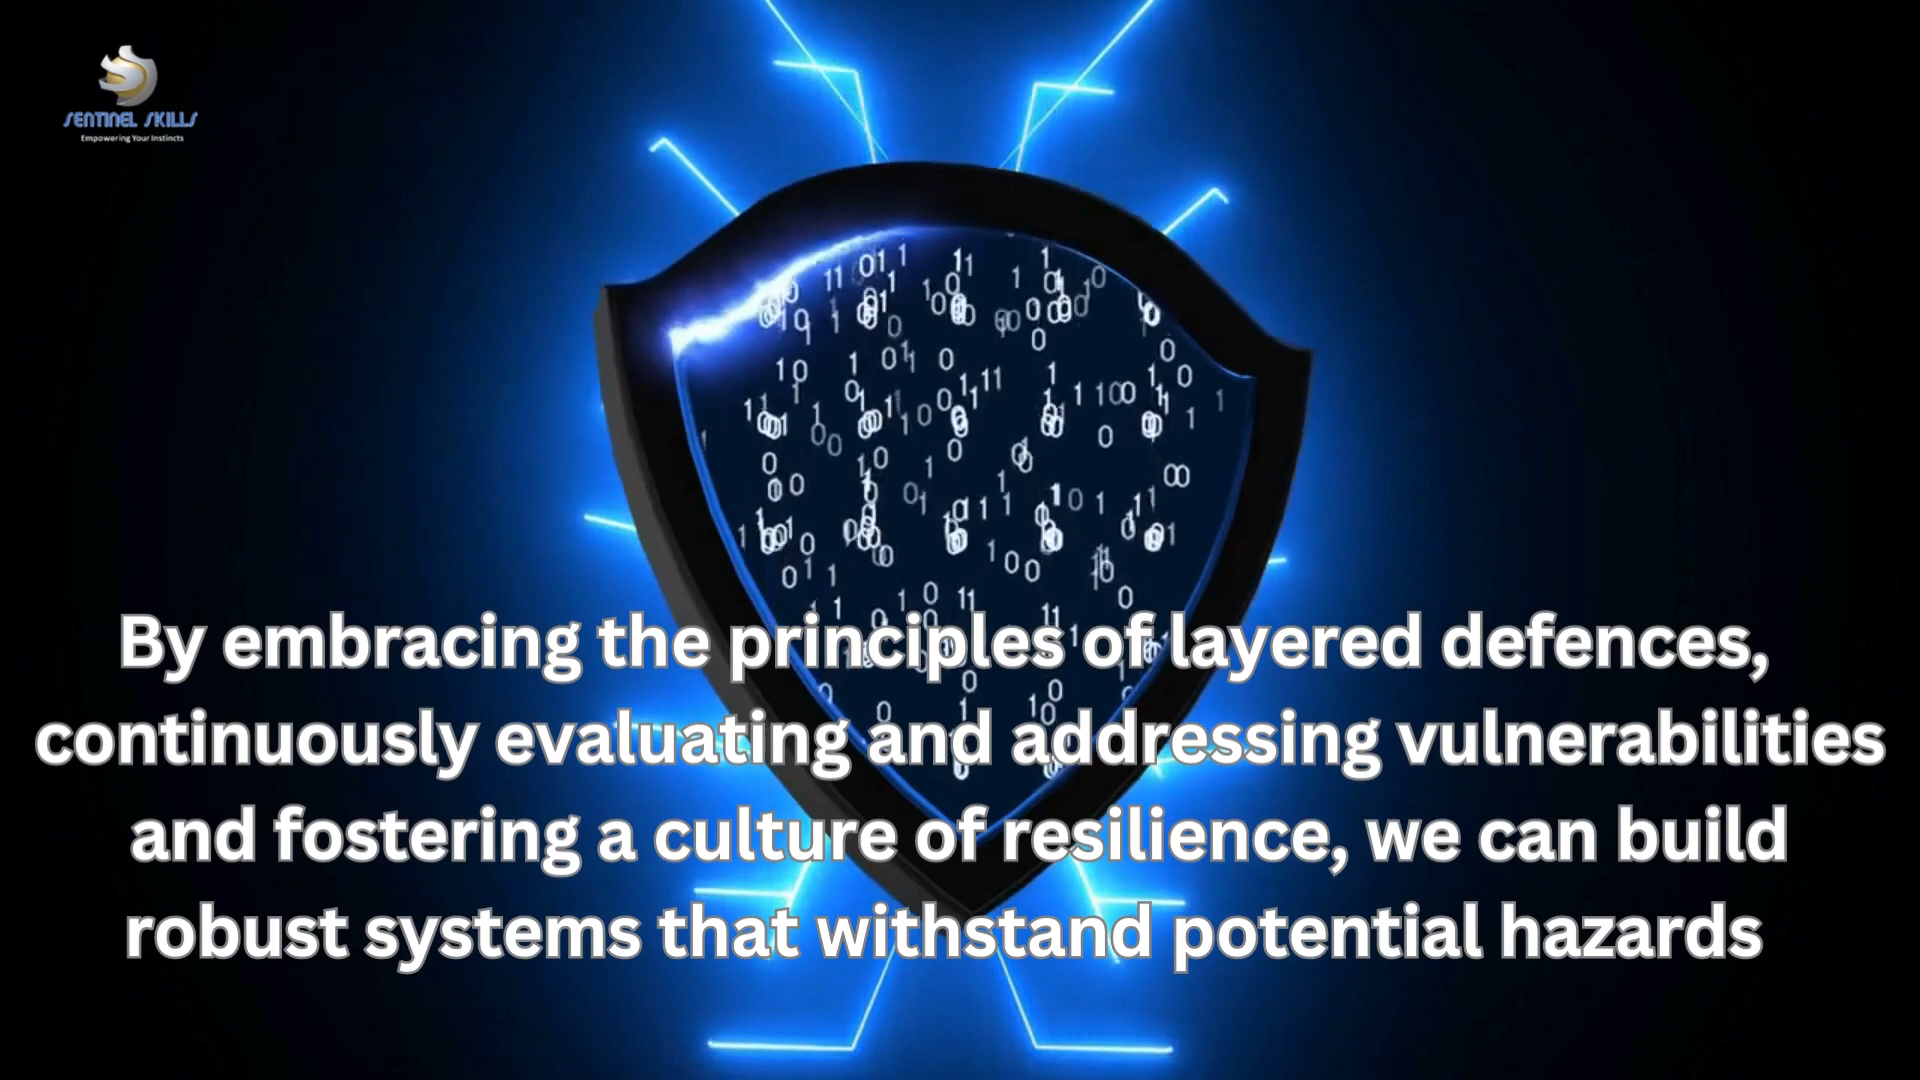 SENTINEL SKILLS
Empowering Your Instincts
By embracing the principles of layered defences,
continuously evaluating and addressing vulnerabilities
and fostering a culture of resilience, we can build
robust systems that withstand potential hazards